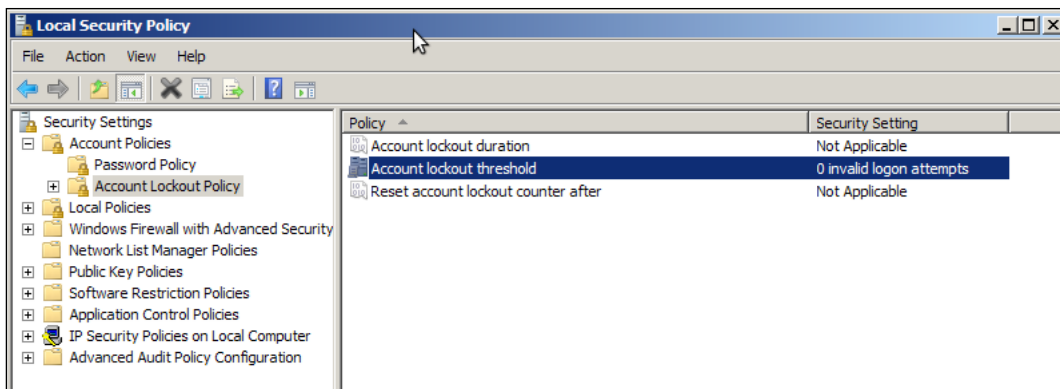 Local Security Policy
File Action View Help
Security Settings
Account Policies
Password Policy
Account Lockout Policy
Local Policies
Windows Firewall with Advanced Security
Network List Manager Policies
Public Key Policies
Software Restriction Policies
Application Control Policies
IP Security Policies on Local Computer
Advanced Audit Policy Configuration
Policy Security Setting
Account lockout duration Not Applicable
Account lockout threshold 0 invalid logon attempts
Reset account lockout counter after Not Applicable